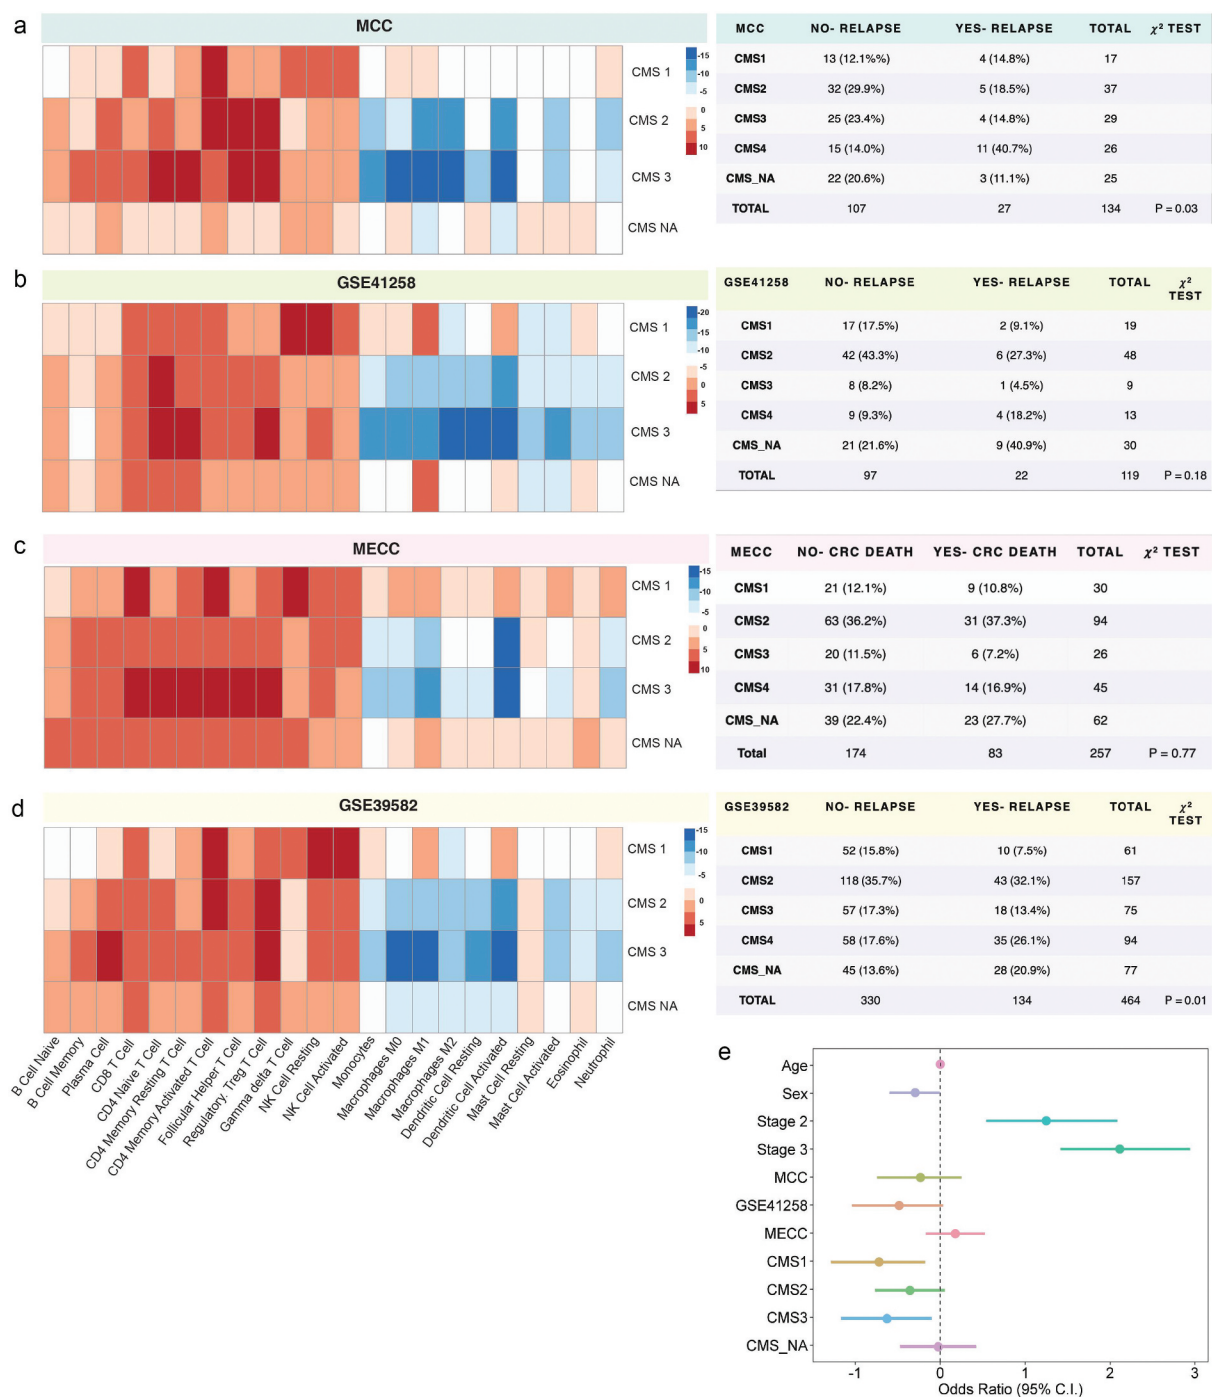 a
MCC
-15
-10
-5
0
5
10
CMS 1
CMS 2
CMS 3
CMS NA
MCC NO- RELAPSE YES- RELAPSE TOTAL χ² TEST
CMS1 13 (12.1%%) 4 (14.8%) 17
CMS2 32 (29.9%) 5 (18.5%) 37
CMS3 25 (23.4%) 4 (14.8%) 29
CMS4 15 (14.0%) 11 (40.7%) 26
CMS_NA 22 (20.6%) 3 (11.1%) 25
TOTAL 107 27 134 P = 0.03
b
GSE41258
-20
-15
-10
-5
0
5
CMS 1
CMS 2
CMS 3
CMS NA
GSE41258 NO- RELAPSE YES- RELAPSE TOTAL χ² TEST
CMS1 17 (17.5%) 2 (9.1%) 19
CMS2 42 (43.3%) 6 (27.3%) 48
CMS3 8 (8.2%) 1 (4.5%) 9
CMS4 9 (9.3%) 4 (18.2%) 13
CMS_NA 21 (21.6%) 9 (40.9%) 30
TOTAL 97 22 119 P = 0.18
c
MECC
-15
-10
-5
0
5
10
CMS 1
CMS 2
CMS 3
CMS NA
MECC NO- CRC DEATH YES- CRC DEATH TOTAL χ² TEST
CMS1 21 (12.1%) 9 (10.8%) 30
CMS2 63 (36.2%) 31 (37.3%) 94
CMS3 20 (11.5%) 6 (7.2%) 26
CMS4 31 (17.8%) 14 (16.9%) 45
CMS_NA 39 (22.4%) 23 (27.7%) 62
Total 174 83 257 P = 0.77
d
GSE39582
-15
-10
-5
0
5
CMS 1
CMS 2
CMS 3
CMS NA
GSE39582 NO- RELAPSE YES- RELAPSE TOTAL χ² TEST
CMS1 52 (15.8%) 10 (7.5%) 61
CMS2 118 (35.7%) 43 (32.1%) 157
CMS3 57 (17.3%) 18 (13.4%) 75
CMS4 58 (17.6%) 35 (26.1%) 94
CMS_NA 45 (13.6%) 28 (20.9%) 77
TOTAL 330 134 464 P = 0.01
B Cell Naive
B Cell Memory
Plasma Cell
CD8 T Cell
CD4 Naive T Cell
CD4 Memory Resting T Cell
CD4 Memory Activated T Cell
Follicular Helper T Cell
Regulatory. Treg T Cell
Gamma delta T Cell
NK Cell Resting
NK Cell Activated
Monocytes
Macrophages M0
Macrophages M1
Macrophages M2
Dendritic Cell Resting
Dendritic Cell Activated
Mast Cell Resting
Mast Cell Activated
Eosinophil
Neutrophil
e
Age
Sex
Stage 2
Stage 3
MCC
GSE41258
MECC
CMS1
CMS2
CMS3
CMS_NA
-1 0 1 2 3
Odds Ratio (95% C.I.)